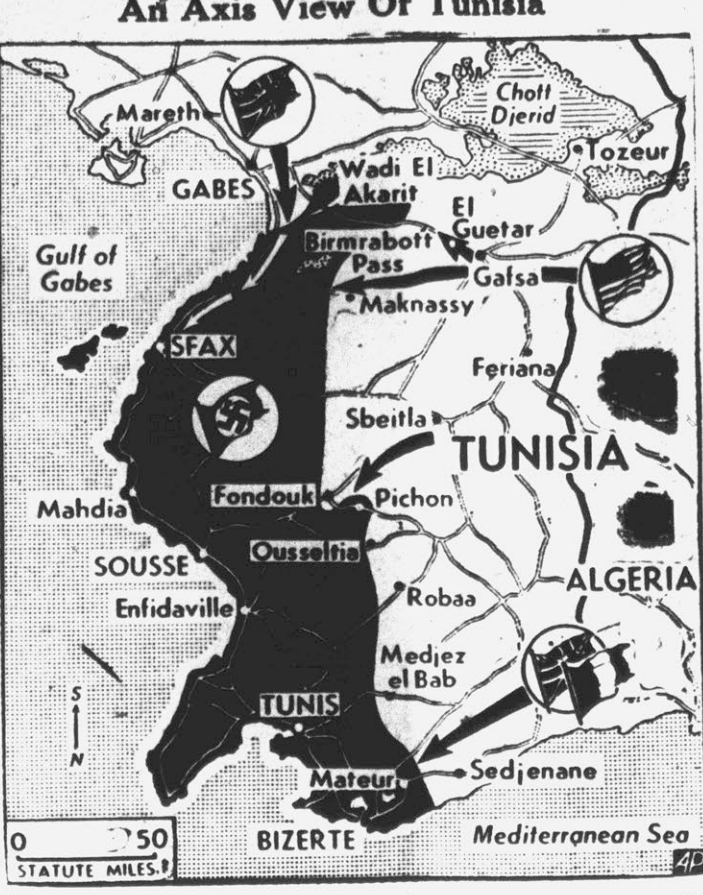 An Axis View Of Tunisia
Mareth
Chott
Djerid
Tozeur
GABES
Wadi El
Akarit
El
Guetar
Birmrabott
Pass
Gulf of
Gabes
Gafsa
Maknassy
SFAX
Feriana
Sbeitla
TUNISIA
Fondouk
Pichon
Mahdia
Ousseltia
SOUSSE
ALGERIA
Enfidaville
Robaa
Medjez
el Bab
S
N
TUNIS
Mateur
Sedjenane
BIZERTE
Mediterranean Sea
0 50
STATUTE MILES
AP